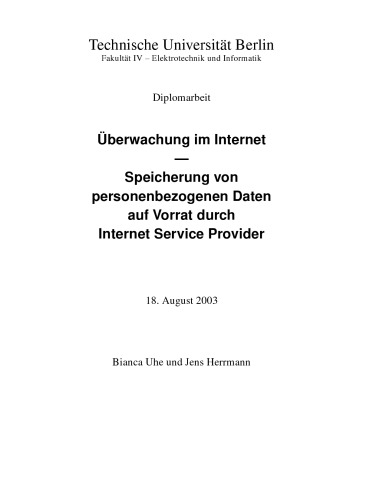 Technische Universität Berlin
Fakultät IV – Elektrotechnik und Informatik
Diplomarbeit
Überwachung im Internet
—
Speicherung von
personenbezogenen Daten
auf Vorrat durch
Internet Service Provider
18. August 2003
Bianca Uhe und Jens Herrmann